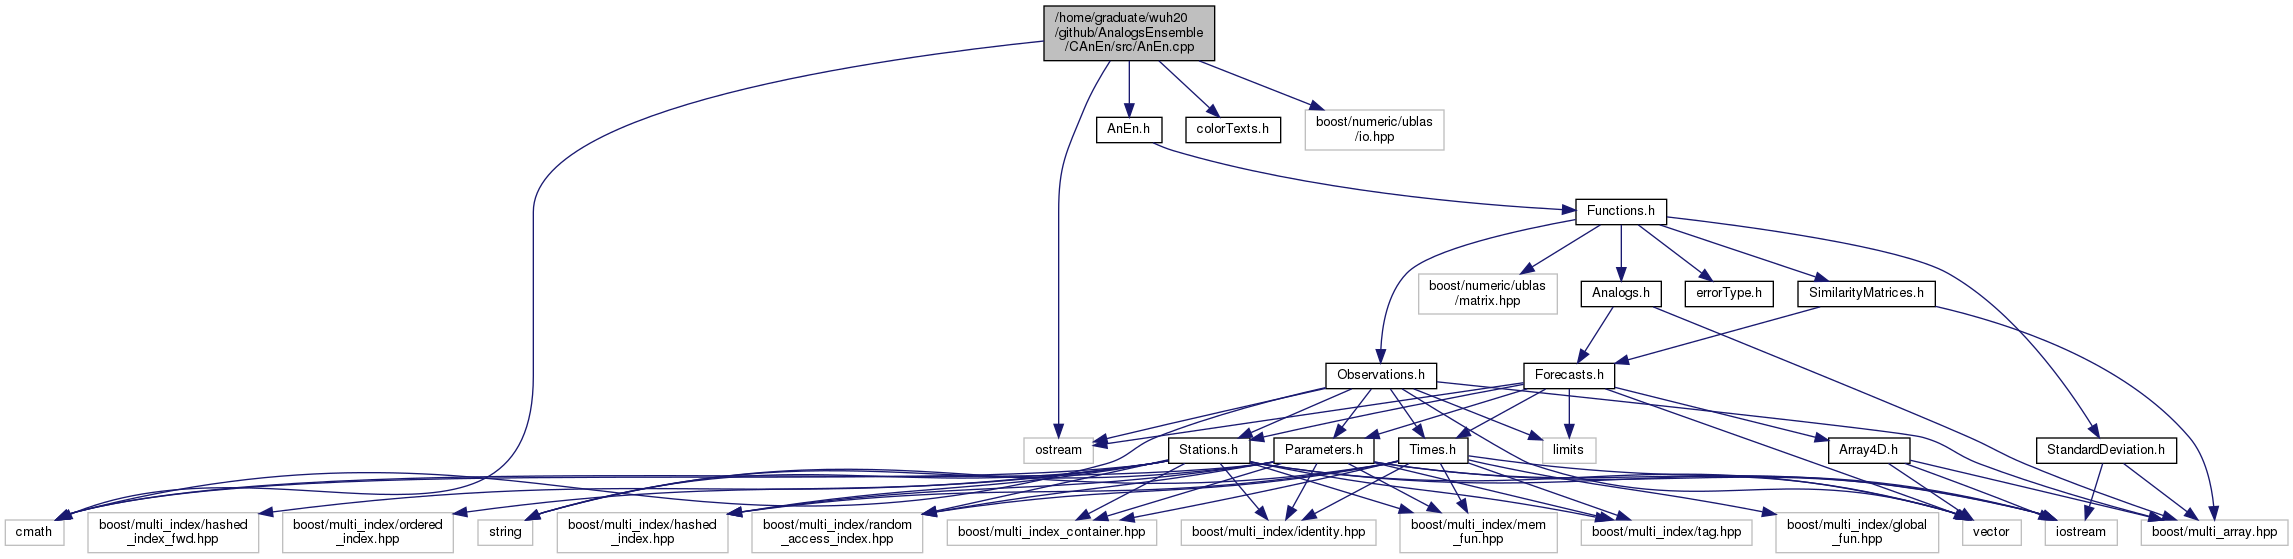 /home/graduate/wuh20
/github/AnalogsEnsemble
/CAnEn/src/AnEn.cpp
AnEn.h
colorTexts.h
boost/numeric/ublas
/io.hpp
Functions.h
boost/numeric/ublas
/matrix.hpp
Analogs.h
errorType.h
SimilarityMatrices.h
Observations.h
Forecasts.h
ostream
Stations.h
Parameters.h
Times.h
limits
Array4D.h
StandardDeviation.h
cmath
boost/multi_index/hashed
_index_fwd.hpp
boost/multi_index/ordered
_index.hpp
string
boost/multi_index/hashed
_index.hpp
boost/multi_index/random
_access_index.hpp
boost/multi_index_container.hpp
boost/multi_index/identity.hpp
boost/multi_index/mem
_fun.hpp
boost/multi_index/tag.hpp
boost/multi_index/global
_fun.hpp
vector
iostream
boost/multi_array.hpp